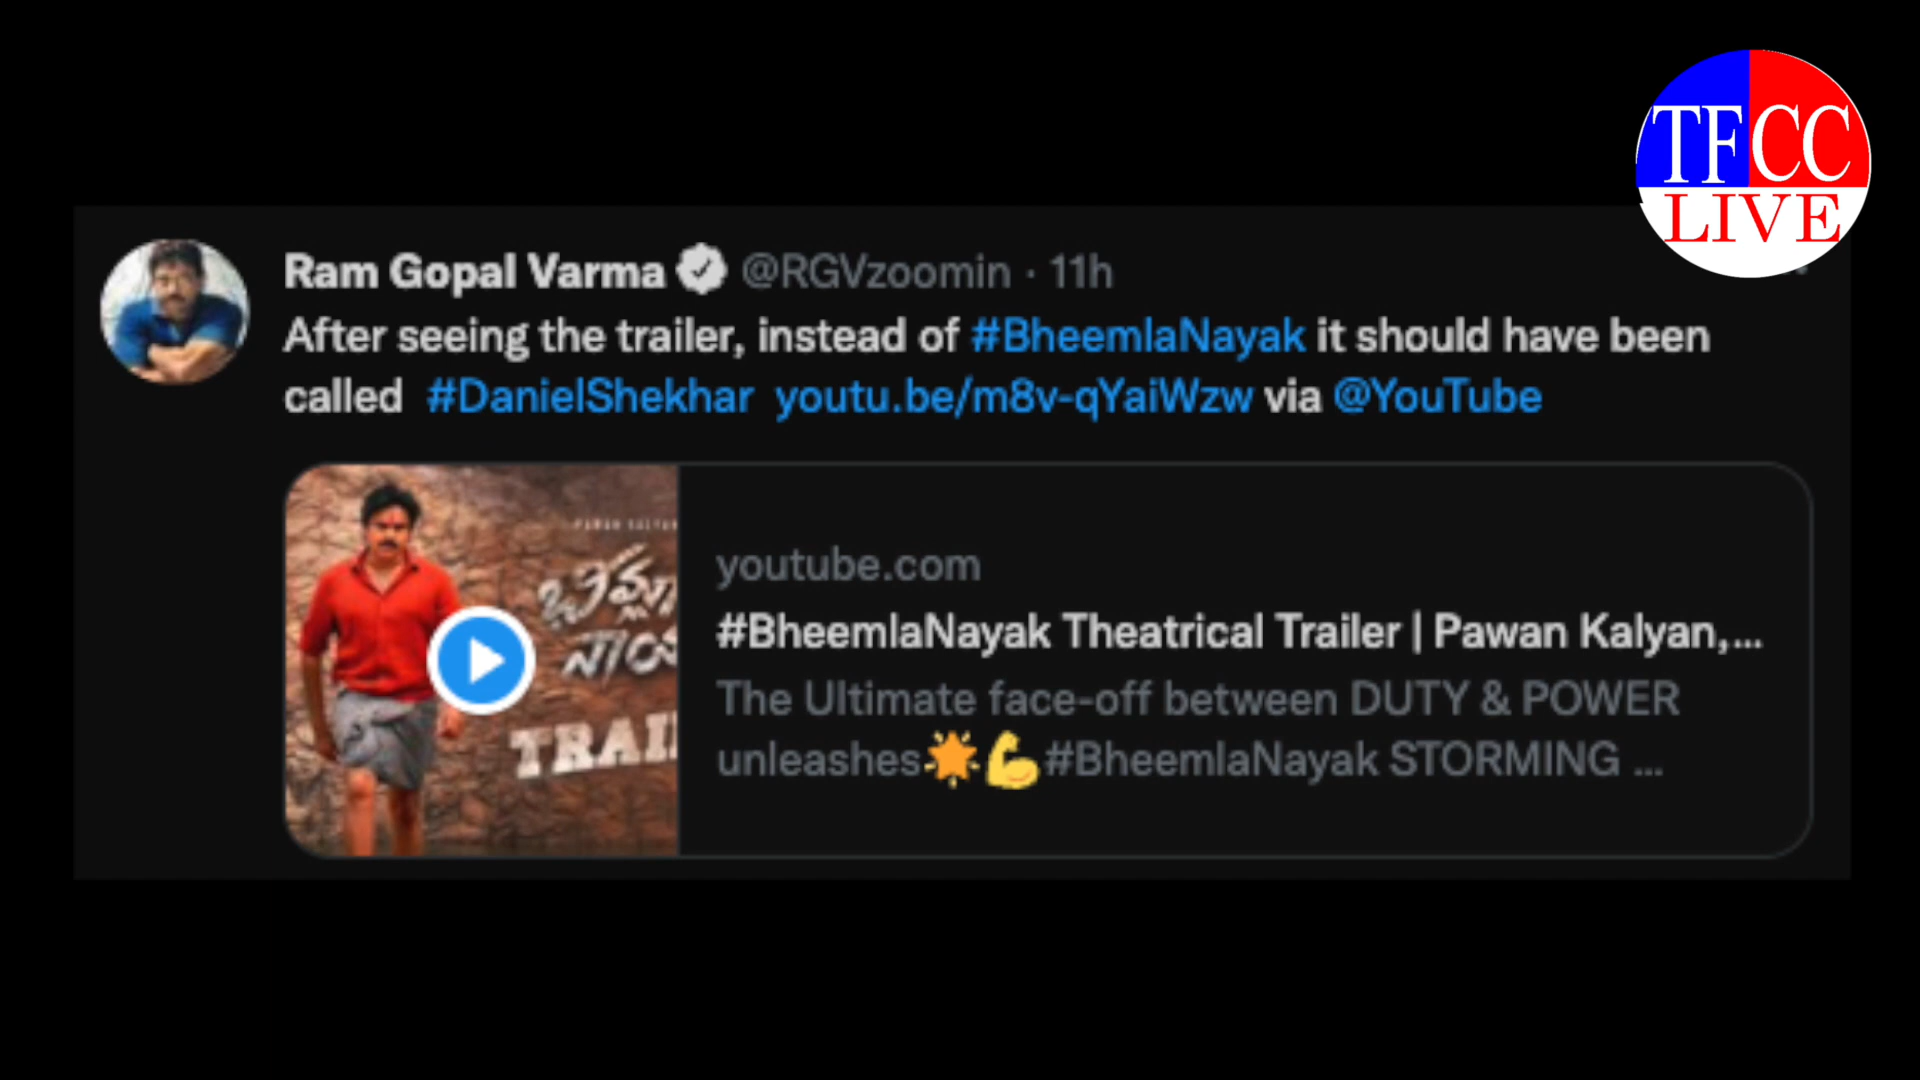 TFCC
LIVE
Ram Gopal Varma @RGVzoomin · 11h
After seeing the trailer, instead of #BheemlaNayak it should have been
called #DanielShekhar youtu.be/m8v-qYaiWzw via @YouTube
భీమ్లా
నాయ
TRAI
youtube.com
#BheemlaNayak Theatrical Trailer | Pawan Kalyan,...
The Ultimate face-off between DUTY & POWER
unleashes🌟💪#BheemlaNayak STORMING ...